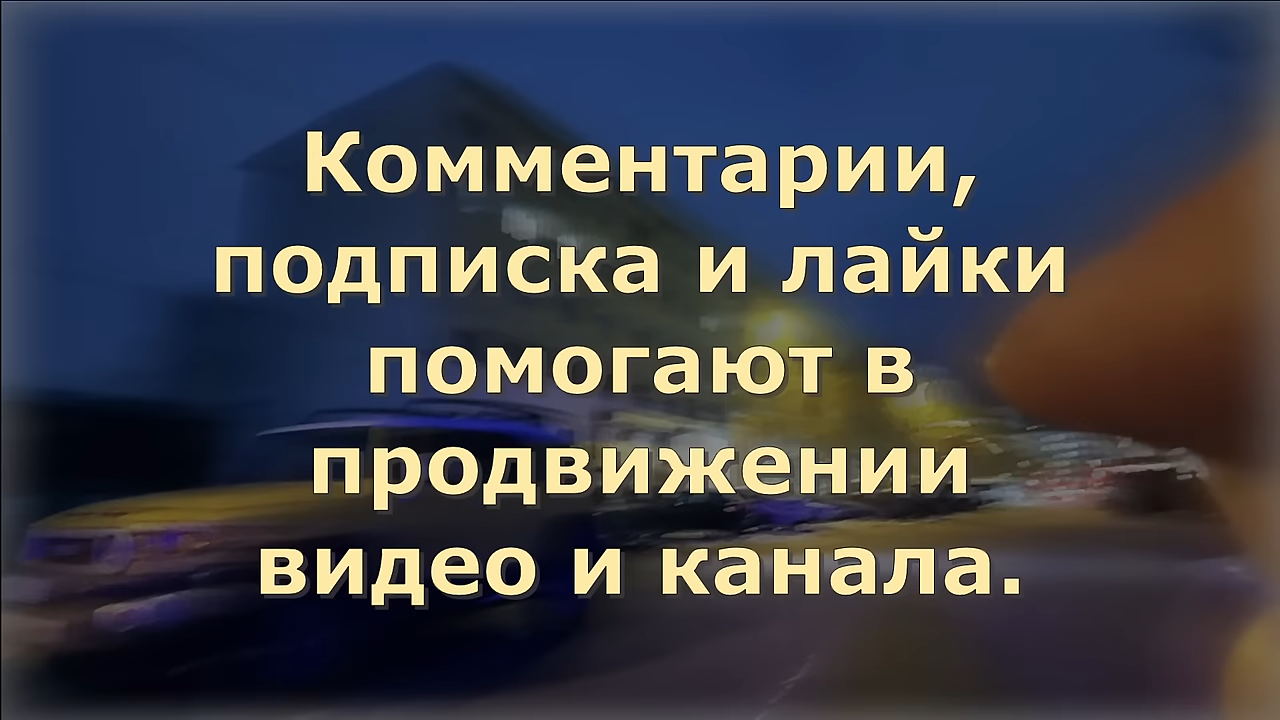 Комментарии,
подписка и лайки
помогают в
продвижении
видео и канала.